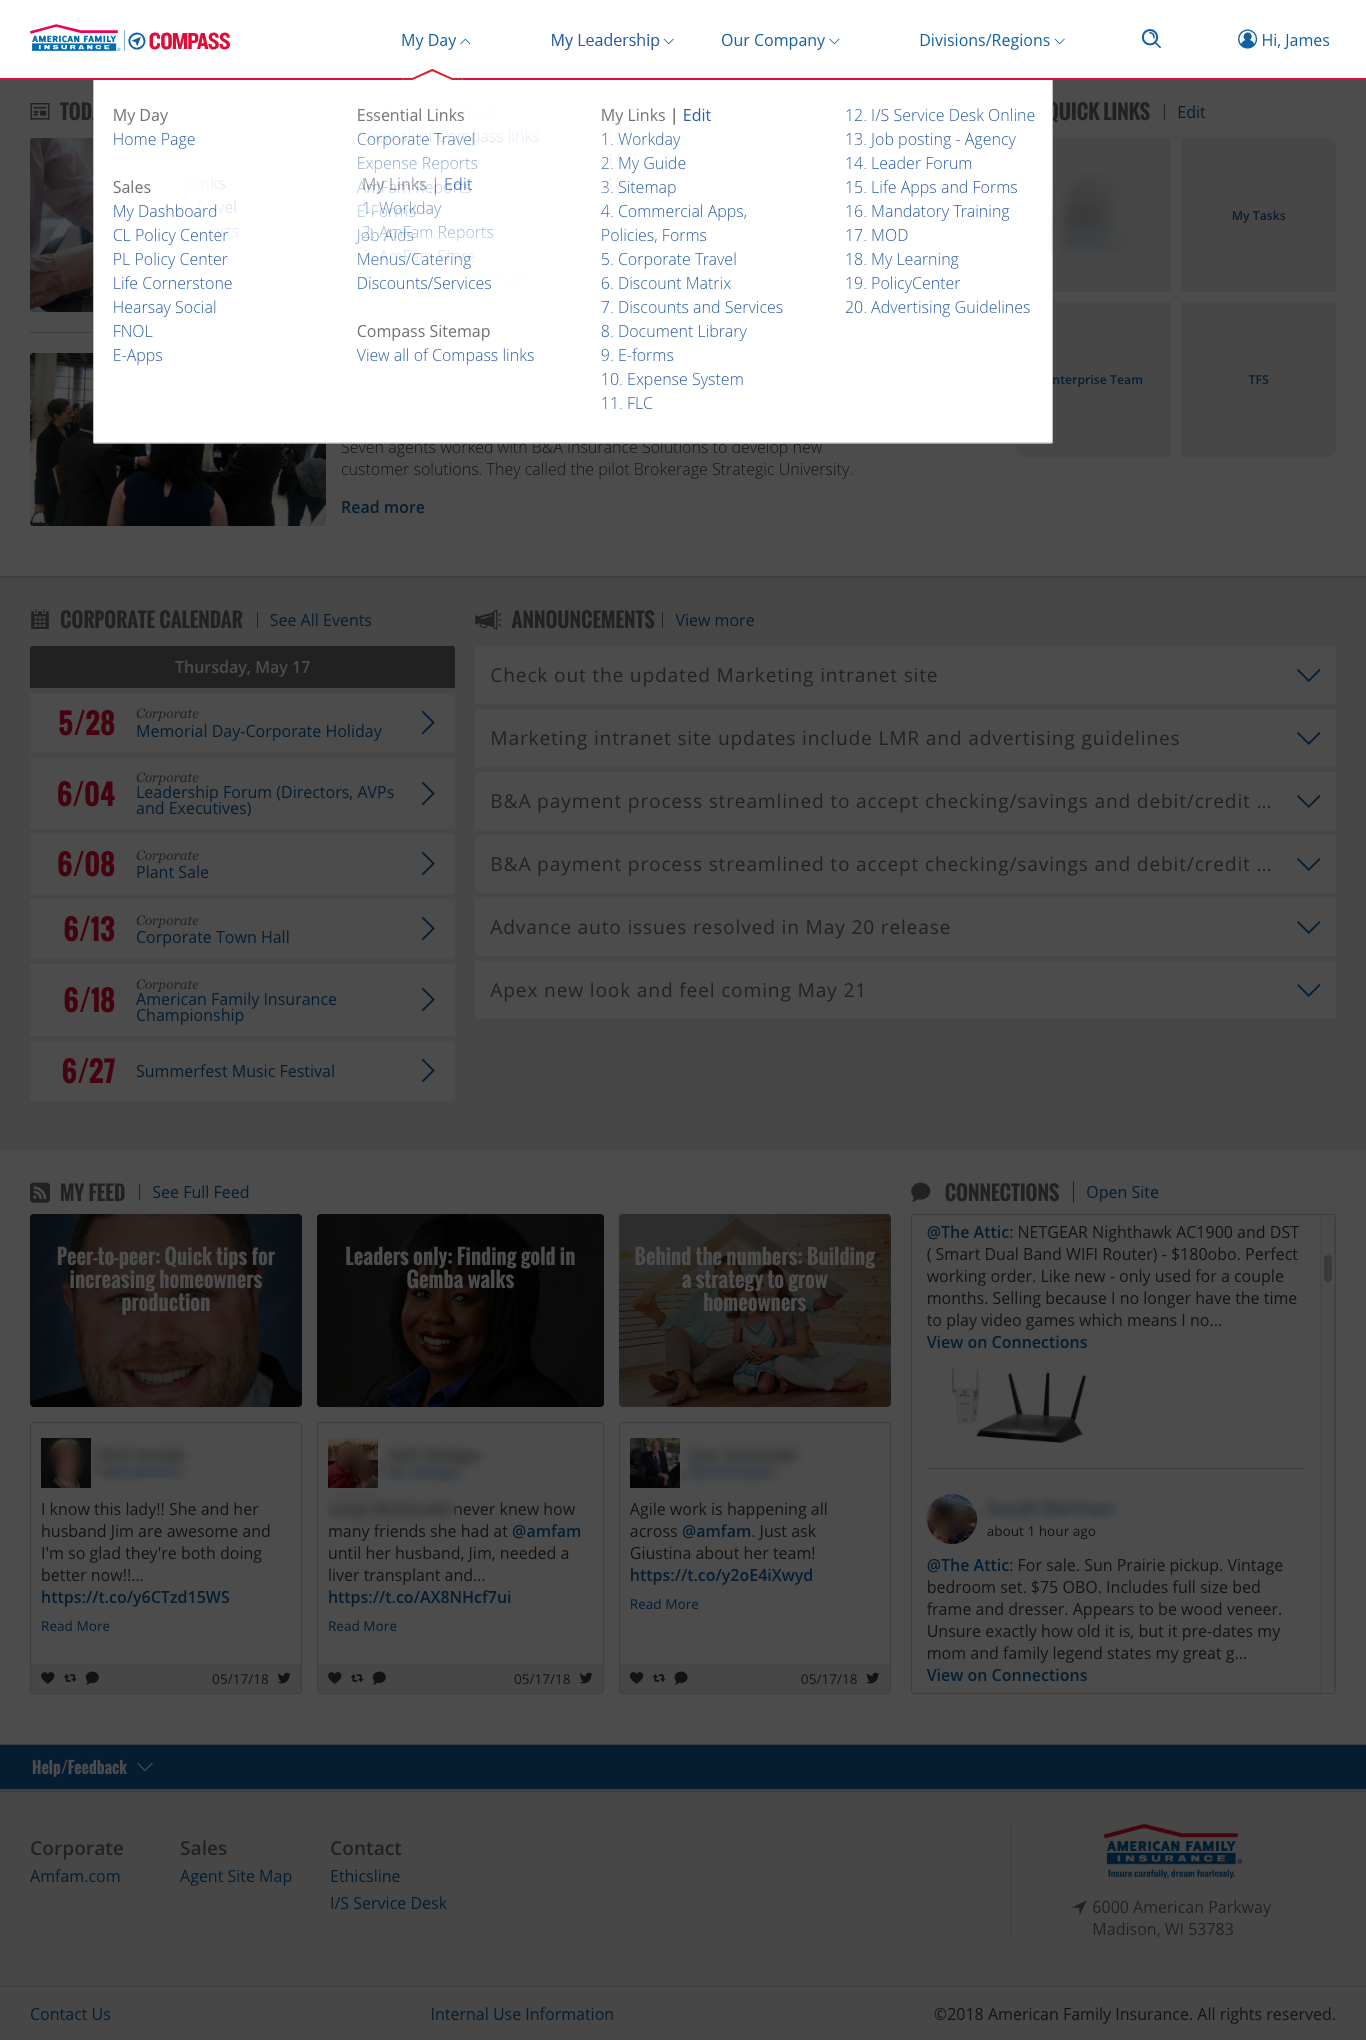 AMERICAN FAMILY
INSURANCE
COMPASS
My Day
My Leadership
Our Company
Divisions/Regions
Hi, James
My Day
Home Page
Sales
My Dashboard
CL Policy Center
PL Policy Center
Life Cornerstone
Hearsay Social
FNOL
E-Apps
Essential Links
Corporate Travel
Expense Reports
AmFam Reports
E-Forms
Job Aids
Menus/Catering
Discounts/Services
Compass Sitemap
View all of Compass links
My Links | Edit
1. Workday
2. AmFam Reports
My Links | Edit
1. Workday
2. My Guide
3. Sitemap
4. Commercial Apps,
Policies, Forms
5. Corporate Travel
6. Discount Matrix
7. Discounts and Services
8. Document Library
9. E-forms
10. Expense System
11. FLC
12. I/S Service Desk Online
13. Job posting - Agency
14. Leader Forum
15. Life Apps and Forms
16. Mandatory Training
17. MOD
18. My Learning
19. PolicyCenter
20. Advertising Guidelines
QUICK LINKS
Edit
My Tasks
nterprise Team
TFS
Seven agents worked with B&A Insurance Solutions to develop new
customer solutions. They called the pilot Brokerage Strategic University.
Read more
CORPORATE CALENDAR
See All Events
Thursday, May 17
5/28
Corporate
Memorial Day-Corporate Holiday
6/04
Corporate
Leadership Forum (Directors, AVPs
and Executives)
6/08
Corporate
Plant Sale
6/13
Corporate
Corporate Town Hall
6/18
Corporate
American Family Insurance
Championship
6/27
Summerfest Music Festival
ANNOUNCEMENTS
View more
Check out the updated Marketing intranet site
Marketing intranet site updates include LMR and advertising guidelines
B&A payment process streamlined to accept checking/savings and debit/credit ...
B&A payment process streamlined to accept checking/savings and debit/credit ...
Advance auto issues resolved in May 20 release
Apex new look and feel coming May 21
MY FEED
See Full Feed
Peer-to-peer: Quick tips for
increasing homeowners
production
Leaders only: Finding gold in
Gemba walks
Behind the numbers: Building
a strategy to grow
homeowners
I know this lady!! She and her
husband Jim are awesome and
I'm so glad they're both doing
better now!!...
https://t.co/y6CTzd15WS
Read More
05/17/18
never knew how
many friends she had at @amfam
until her husband, Jim, needed a
liver transplant and...
https://t.co/AX8NHcf7ui
Read More
05/17/18
Agile work is happening all
across @amfam. Just ask
Giustina about her team!
https://t.co/y2oE4iXwyd
Read More
05/17/18
CONNECTIONS
Open Site
@The Attic: NETGEAR Nighthawk AC1900 and DST
( Smart Dual Band WIFI Router) - $180obo. Perfect
working order. Like new - only used for a couple
months. Selling because I no longer have the time
to play video games which means I no...
View on Connections
about 1 hour ago
@The Attic: For sale. Sun Prairie pickup. Vintage
bedroom set. $75 OBO. Includes full size bed
frame and dresser. Appears to be wood veneer.
Unsure exactly how old it is, but it pre-dates my
mom and family legend states my great g...
View on Connections
Help/Feedback
Corporate
Amfam.com
Sales
Agent Site Map
Contact
Ethicsline
I/S Service Desk
AMERICAN FAMILY
INSURANCE
Insure carefully, dream fearlessly.
6000 American Parkway
Madison, WI 53783
Contact Us
Internal Use Information
©2018 American Family Insurance. All rights reserved.